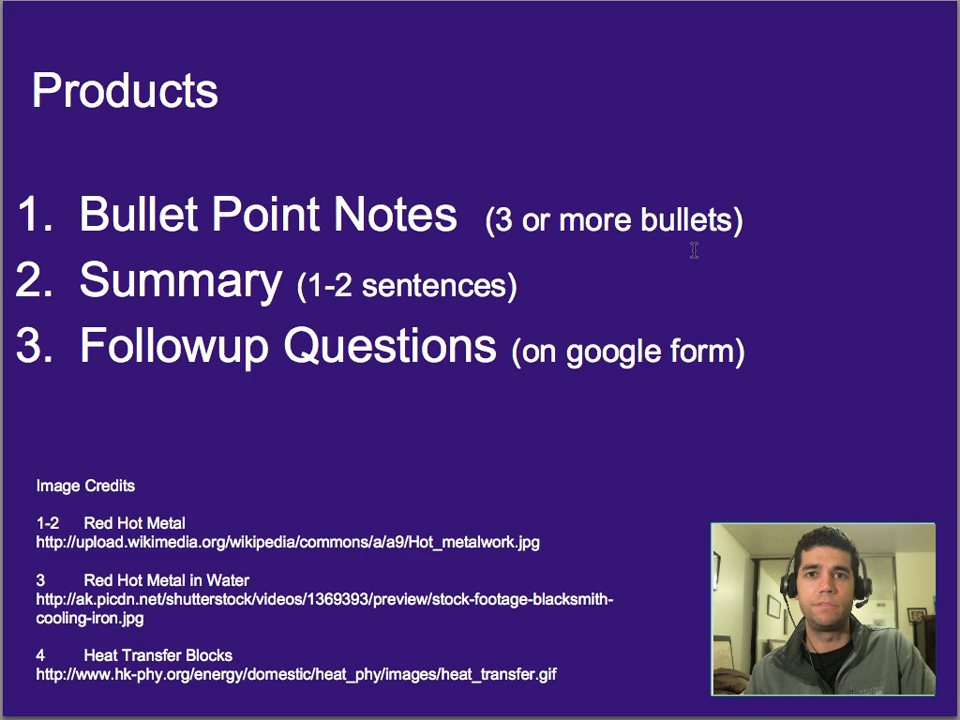 Products
1. Bullet Point Notes (3 or more bullets)
2. Summary (1-2 sentences)
3. Followup Questions (on google form)
Image Credits
1-2 Red Hot Metal
http://upload.wikimedia.org/wikipedia/commons/a/a9/Hot_metalwork.jpg
3 Red Hot Metal in Water
http://ak.picdn.net/shutterstock/videos/1369393/preview/stock-footage-blacksmith-
cooling-iron.jpg
4 Heat Transfer Blocks
http://www.hk-phy.org/energy/domestic/heat_phy/images/heat_transfer.gif